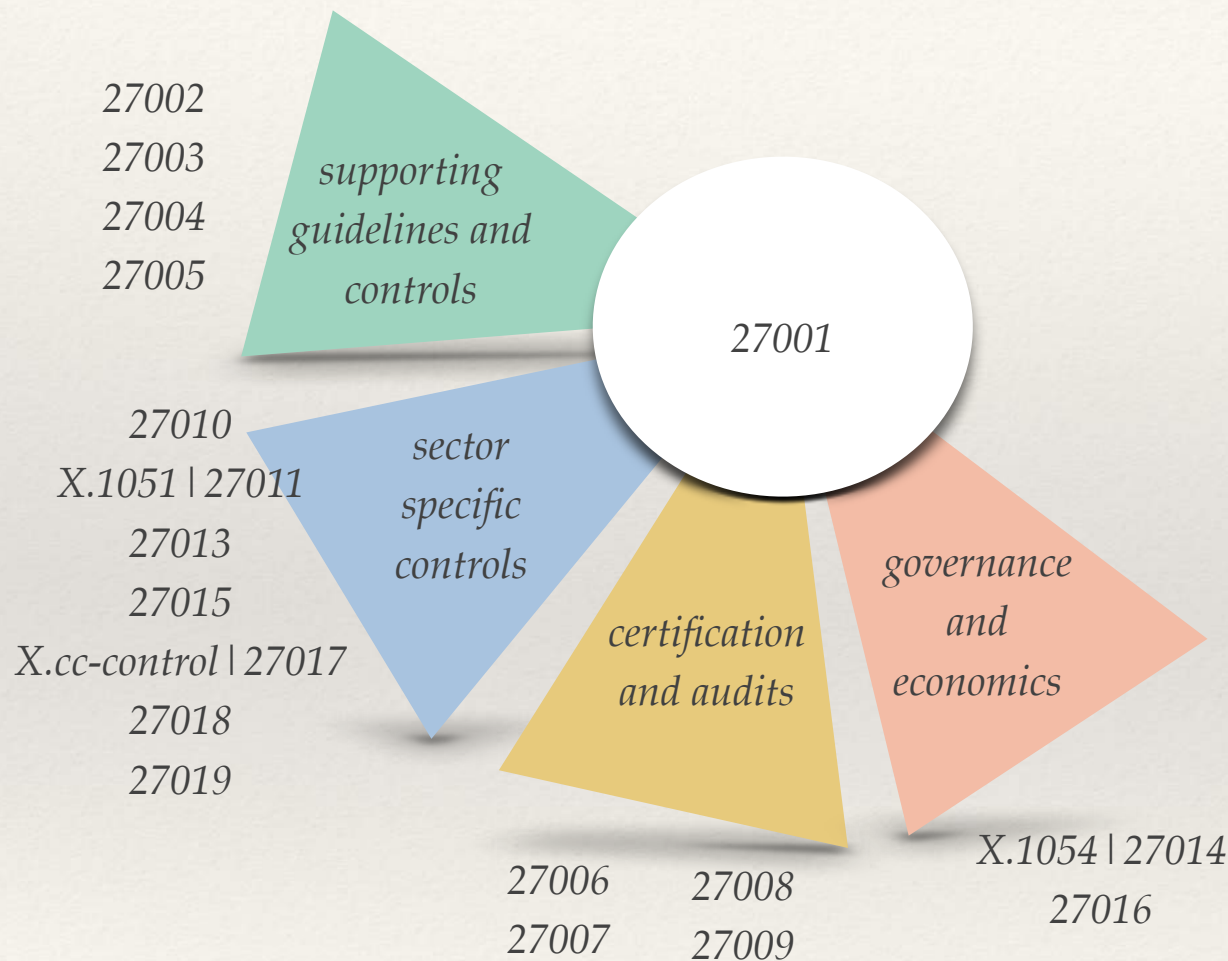 27002
27003
27004
27005
supporting
guidelines and
controls
27001
27010
X.1051 | 27011
27013
27015
X.cc-control | 27017
27018
27019
sector
specific
controls
certification
and audits
governance
and
economics
27006
27007
27008
27009
X.1054 | 27014
27016